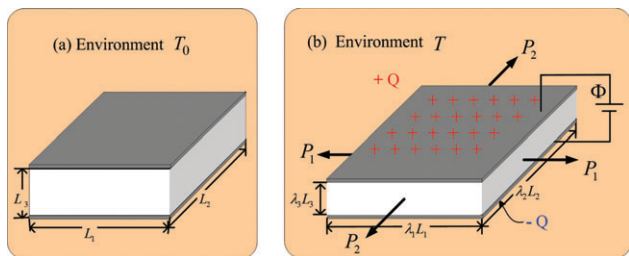 (a) Environment T₀
L₃
L₁
L₂
(b) Environment T
P₂
+ Q
Φ
P₁
P₁
λ₃L₃
λ₂L₂
λ₁L₁
P₂
- Q